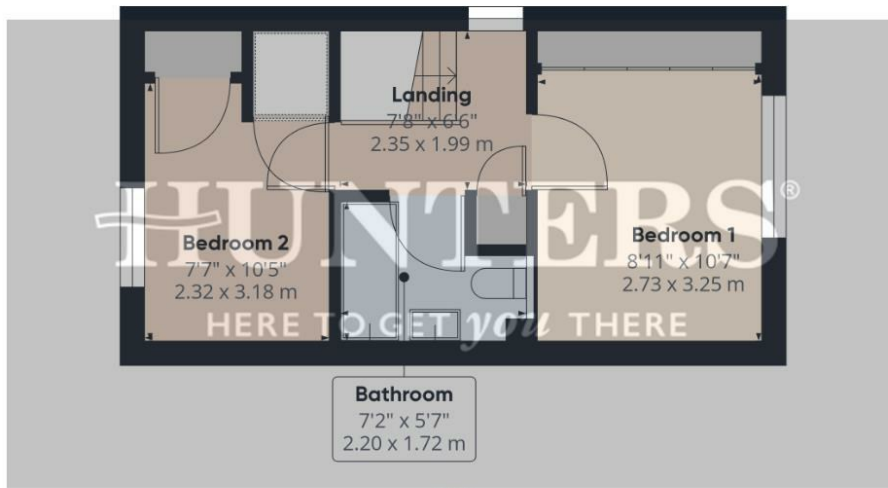 Landing
7'8" x 6'6"
2.35 x 1.99 m
HUNTERS®
Bedroom 2
7'7" x 10'5"
2.32 x 3.18 m
Bedroom 1
8'11" x 10'7"
2.73 x 3.25 m
HERE TO GET you THERE
Bathroom
7'2" x 5'7"
2.20 x 1.72 m